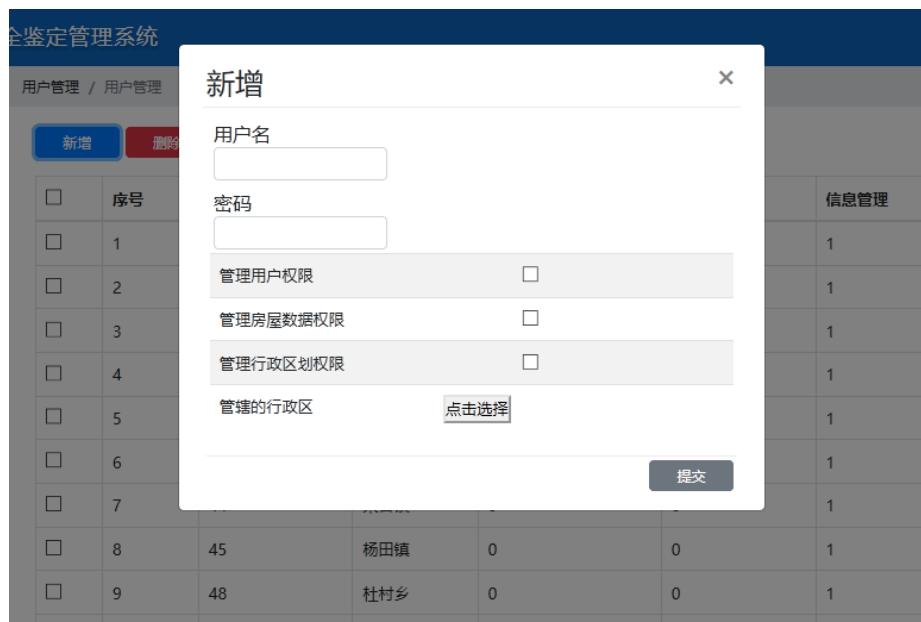 全鉴定管理系统
用户管理 / 用户管理
新增 删除
新增 ×
用户名
密码
管理用户权限
管理房屋数据权限
管理行政区划权限
管理的行政区 点击选择
提交
序号 信息管理
1 1
2 1
3 1
4 1
5 1
6 1
7 1
8 45 杨田镇 0 0 1
9 48 杜村乡 0 0 1